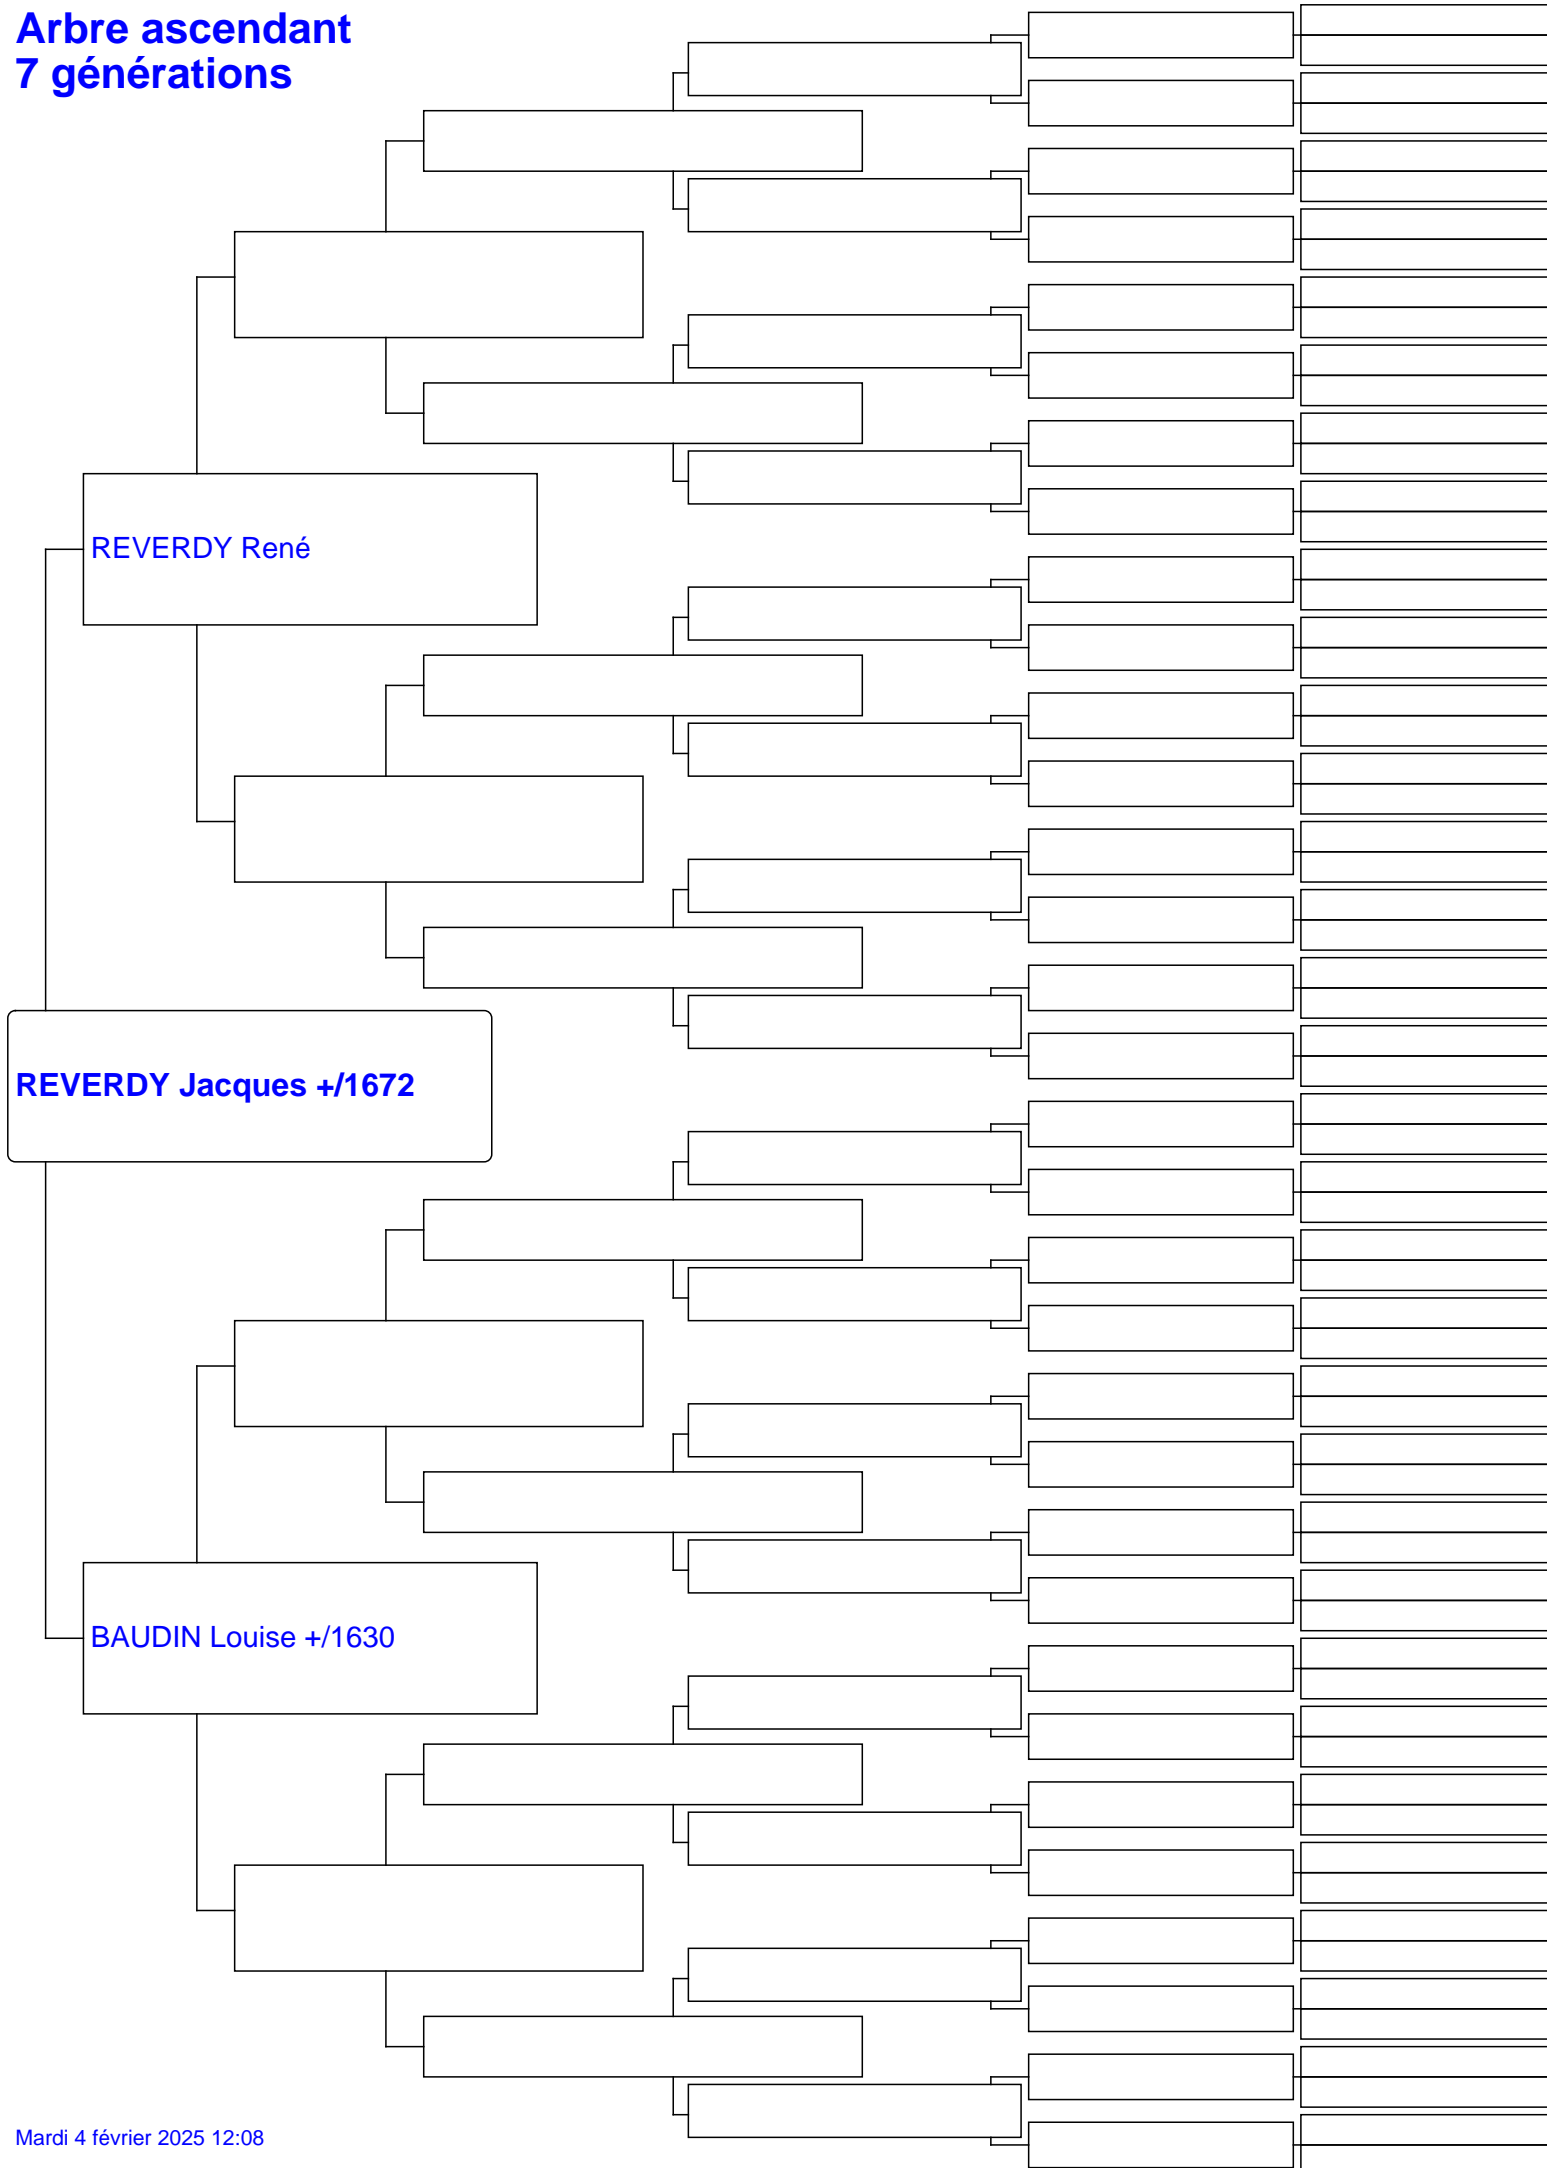 Arbre ascendant
7 générations
REVERDY René
REVERDY Jacques +/1672
BAUDIN Louise +/1630
Mardi 4 février 2025 12:08